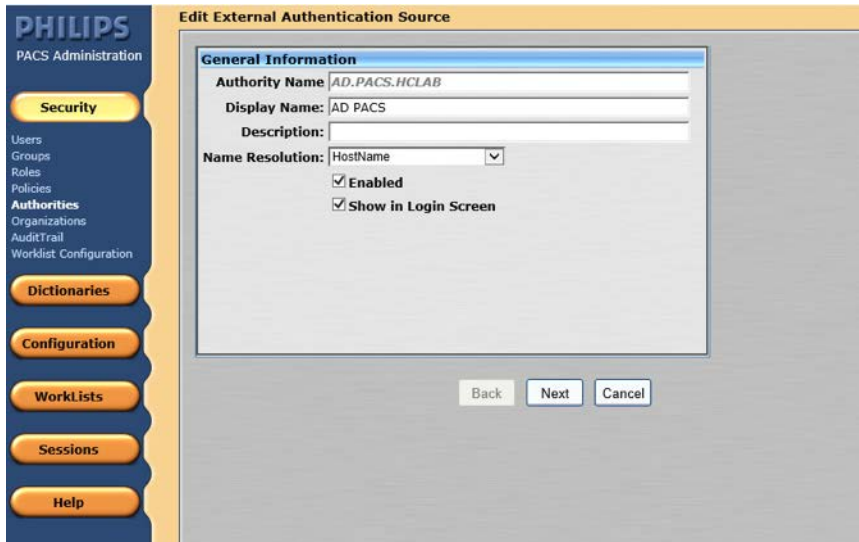 PHILIPS
PACS Administration
Security
Users
Groups
Roles
Policies
Authorities
Organizations
AuditTrail
Worklist Configuration
Dictionaries
Configuration
WorkLists
Sessions
Help
Edit External Authentication Source
General Information
Authority Name AD.PACS.HCLAB
Display Name: AD PACS
Description:
Name Resolution: HostName
Enabled
Show in Login Screen
Back Next Cancel